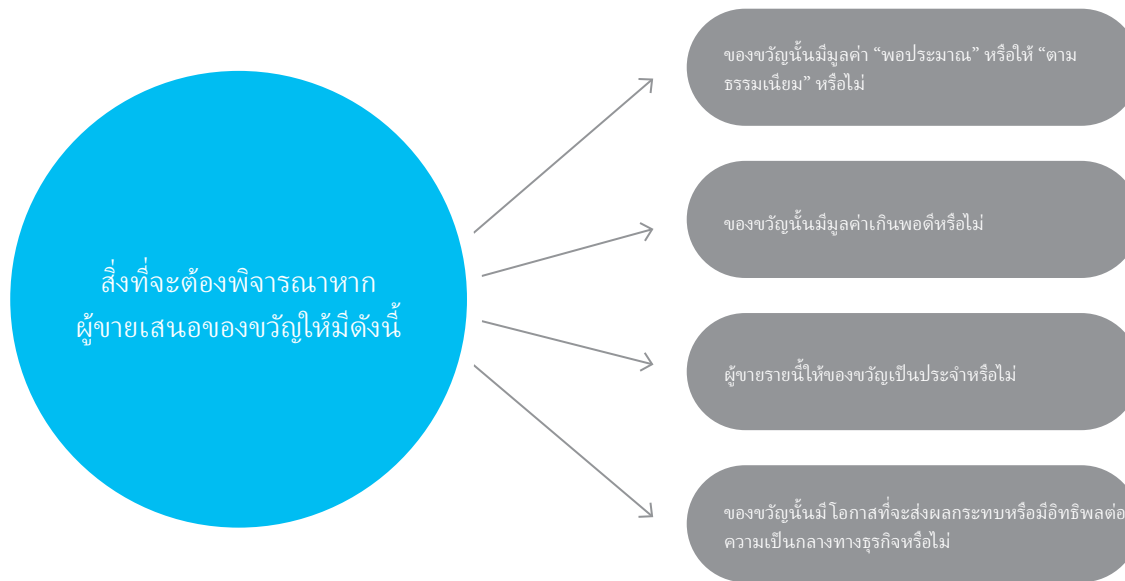 สิ่งที่จะต้องพิจารณาหาก
ผู้ขายเสนอของขวัญให้มีดังนี้
ของขวัญนั้นมีมูลค่า “พอประมาณ” หรือให้ “ตาม
ธรรมเนียม” หรือไม่
ของขวัญนั้นมีมูลค่าเกินพอดีหรือไม่
ผู้ขายรายนี้ให้ของขวัญเป็นประจำหรือไม่
ของขวัญนั้นมีโอกาสที่จะส่งผลกระทบหรือมีอิทธิพลต่อ
ความเป็นกลางทางธุรกิจหรือไม่